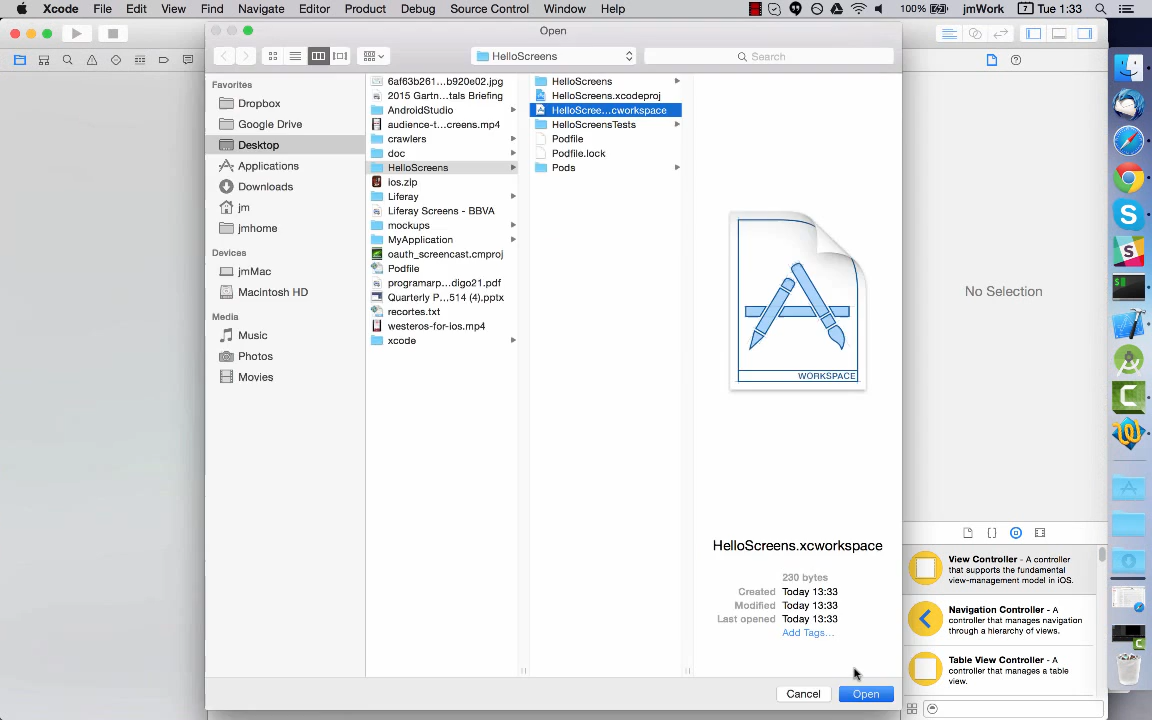 Xcode File Edit View Find Navigate Editor Product Debug Source Control Window Help 100% 7 Tue 1:33 jmWork
Open
HelloScreens
Search
Favorites
Dropbox
Google Drive
Desktop
Applications
Downloads
jm
jmhome
Devices
jmMac
Macintosh HD
Media
Music
Photos
Movies
6af63b261...b920e02.jpg
2015 Gartn...tals Briefing
AndroidStudio
audience-t...creens.mp4
crawlers
doc
HelloScreens
ios.zip
Liferay
Liferay Screens - BBVA
mockups
MyApplication
oauth_screencast.cmproj
Podfile
programarp...digo21.pdf
Quarterly P...514 (4).pptx
recortes.txt
westeros-for-ios.mp4
xcode
HelloScreens
HelloScreens.xcodeproj
HelloScree...cworkspace
HelloScreensTests
Podfile
Podfile.lock
Pods
WORKSPACE
HelloScreens.xcworkspace
230 bytes
Created Today 13:33
Modified Today 13:33
Last opened Today 13:33
Add Tags...
Cancel
Open
No Selection
View Controller - A controller
that supports the fundamental
view-management model in iOS.
Navigation Controller - A
controller that manages navigation
through a hierarchy of views.
Table View Controller - A
controller that manages a table
view.